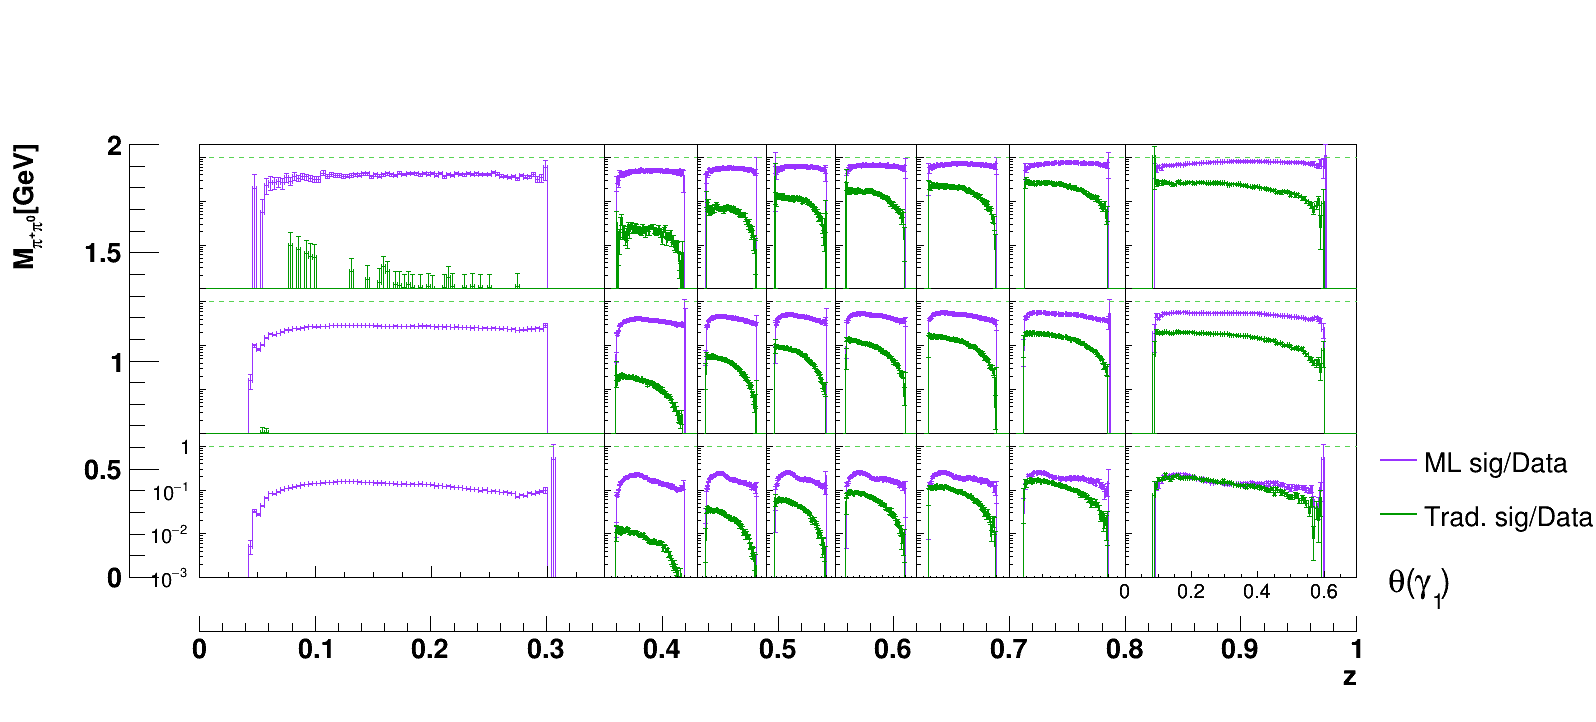 M_{π⁺π⁰}[GeV]
2
1.5
1
0.5
0
1
10⁻¹
10⁻²
10⁻³
ML sig/Data
Trad. sig/Data
0 0.2 0.4 0.6
θ(γ₁)
0 0.1 0.2 0.3 0.4 0.5 0.6 0.7 0.8 0.9 1
z